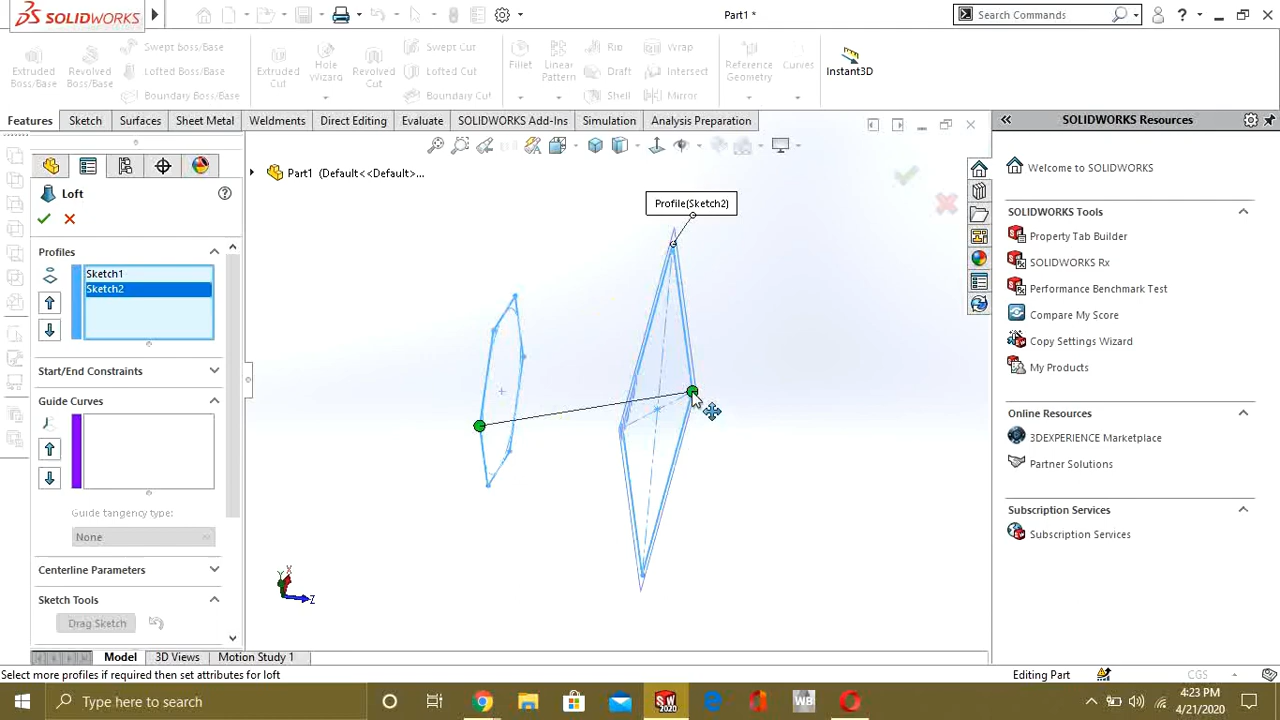 SOLIDWORKS
Part1 *
Search Commands
Extruded Boss/Base
Revolved Boss/Base
Swept boss/Base
Lofted Boss/Base
Boundary Boss/Base
Extruded Cut
Hole Wizard
Revolved Cut
Swept Cut
Lofted Cut
Boundary Cut
Fillet
Linear Pattern
Rib
Draft
Shell
Wrap
Intersect
Mirror
Reference Geometry
Curves
Instant3D
Features
Sketch
Surfaces
Sheet Metal
Weldments
Direct Editing
Evaluate
SOLIDWORKS Add-Ins
Simulation
Analysis Preparation
SOLIDWORKS Resources
Part1 (Default<<Default>...
Loft
Profiles
Sketch1
Sketch2
Start/End Constraints
Guide Curves
Guide tangency type:
None
Centerline Parameters
Sketch Tools
Drag Sketch
Profile(Sketch2)
X
Y
Z
Welcome to SOLIDWORKS
SOLIDWORKS Tools
Property Tab Builder
SOLIDWORKS Rx
Performance Benchmark Test
Compare My Score
Copy Settings Wizard
My Products
Online Resources
3DEXPERIENCE Marketplace
Partner Solutions
Subscription Services
Subscription Services
Model
3D Views
Motion Study 1
Select more profiles if required then set attributes for loft
Editing Part
CGS
Type here to search
SW
2020
WB
4:23 PM
4/21/2020